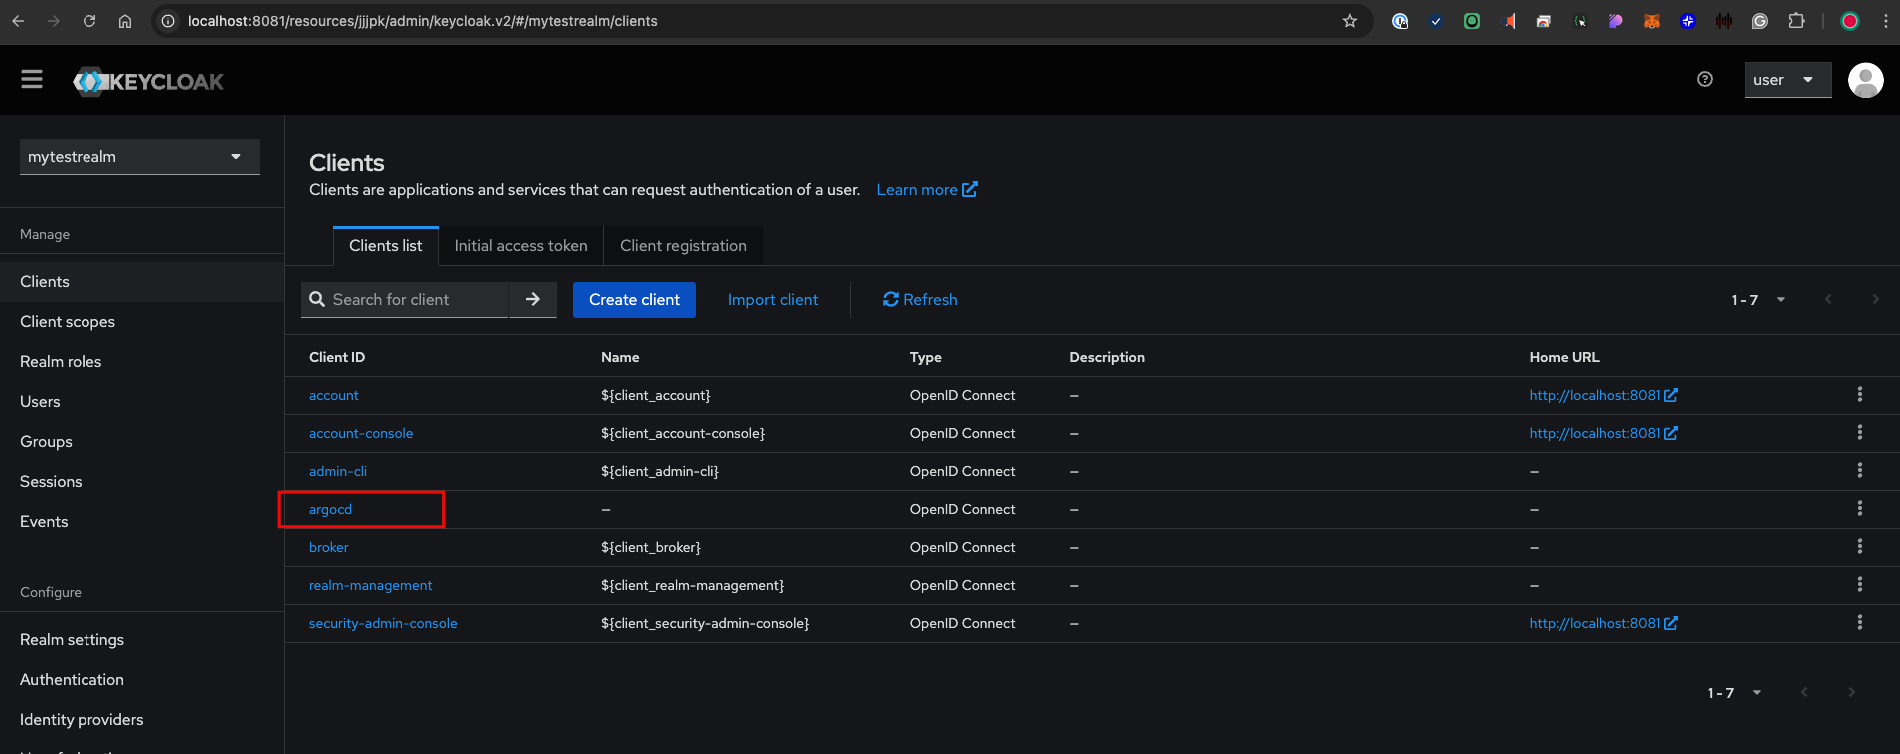 localhost:8081/resources/jjjpk/admin/keycloak.v2/#/mytestrealm/clients
KEYCLOAK
user
mytestrealm
Manage
Clients
Client scopes
Realm roles
Users
Groups
Sessions
Events
Configure
Realm settings
Authentication
Identity providers
Clients
Clients are applications and services that can request authentication of a user. Learn more
Clients list Initial access token Client registration
Search for client Create client Import client Refresh 1 - 7
Client ID Name Type Description Home URL
account ${client_account} OpenID Connect – http://localhost:8081
account-console ${client_account-console} OpenID Connect – http://localhost:8081
admin-cli ${client_admin-cli} OpenID Connect – –
argocd – OpenID Connect – –
broker ${client_broker} OpenID Connect – –
realm-management ${client_realm-management} OpenID Connect – –
security-admin-console ${client_security-admin-console} OpenID Connect – http://localhost:8081
1 - 7